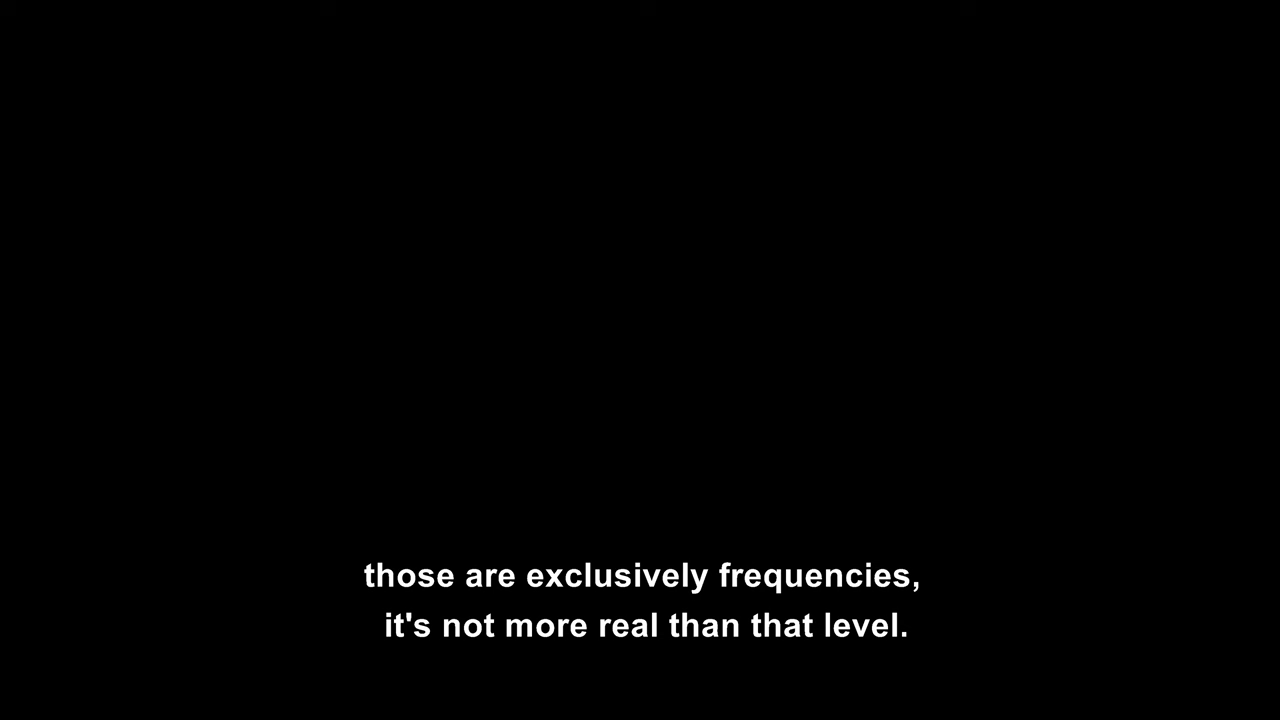 those are exclusively frequencies,
it's not more real than that level.